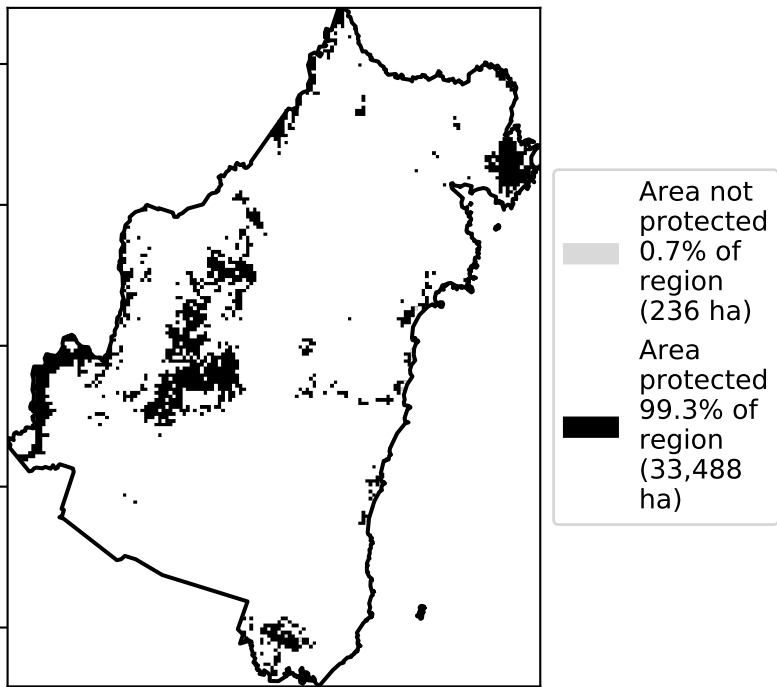 Area not
protected
0.7% of
region
(236 ha)
Area
protected
99.3% of
region
(33,488
ha)